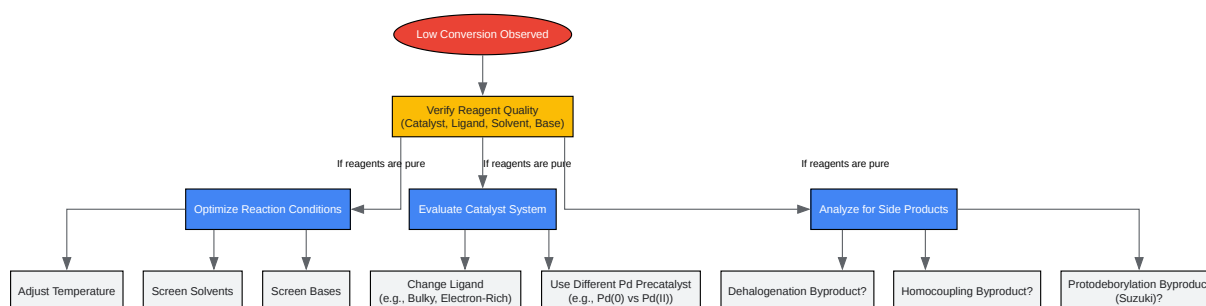 Low Conversion Observed
Verify Reagent Quality
(Catalyst, Ligand, Solvent, Base)
If reagents are pure
If reagents are pure
If reagents are pure
Optimize Reaction Conditions
Evaluate Catalyst System
Analyze for Side Products
Adjust Temperature
Screen Solvents
Screen Bases
Change Ligand
(e.g., Bulky, Electron-Rich)
Use Different Pd Precatalyst
(e.g., Pd(0) vs Pd(II))
Dehalogenation Byproduct?
Homocoupling Byproduct?
Protodeborylation Byproduct
(Suzuki)?